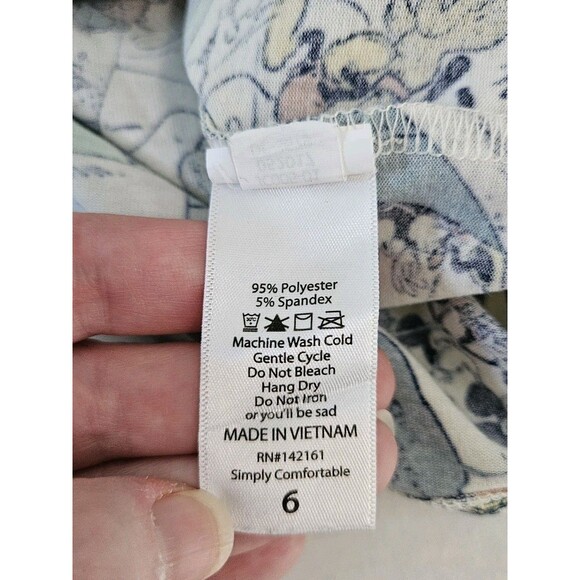 95% Polyester
5% Spandex
Machine Wash Cold
Gentle Cycle
Do Not Bleach
Hang Dry
Do Not Iron
or you'll be sad
MADE IN VIETNAM
RN#142161
Simply Comfortable
6